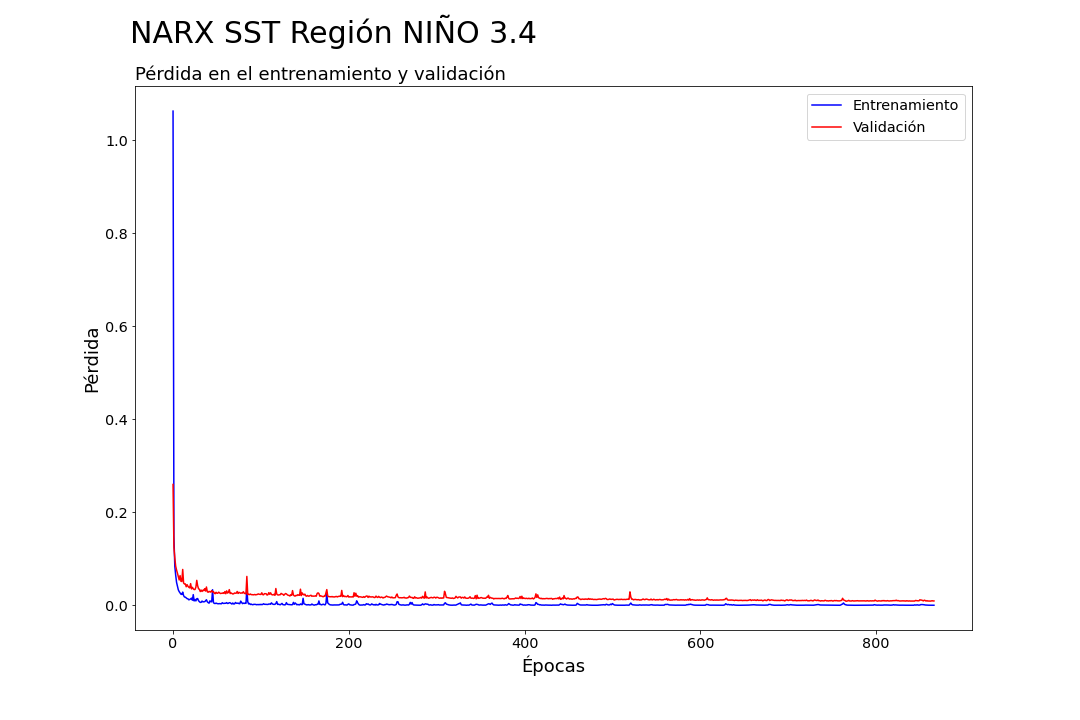 NARX SST Región NIÑO 3.4
Pérdida en el entrenamiento y validación
Entrenamiento
Validación
1.0
0.8
0.6
0.4
0.2
0.0
Pérdida
0 200 400 600 800
Épocas